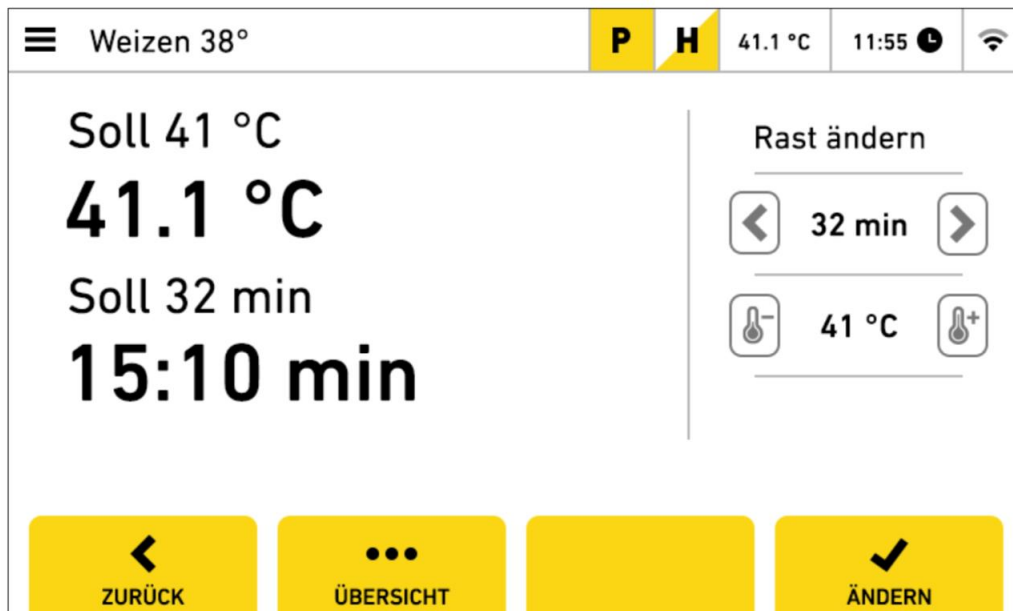 Weizen 38°
P H 41.1 °C 11:55
Soll 41 °C
41.1 °C
Soll 32 min
15:10 min
Rast ändern
32 min
41 °C
ZURÜCK
ÜBERSICHT
ÄNDERN